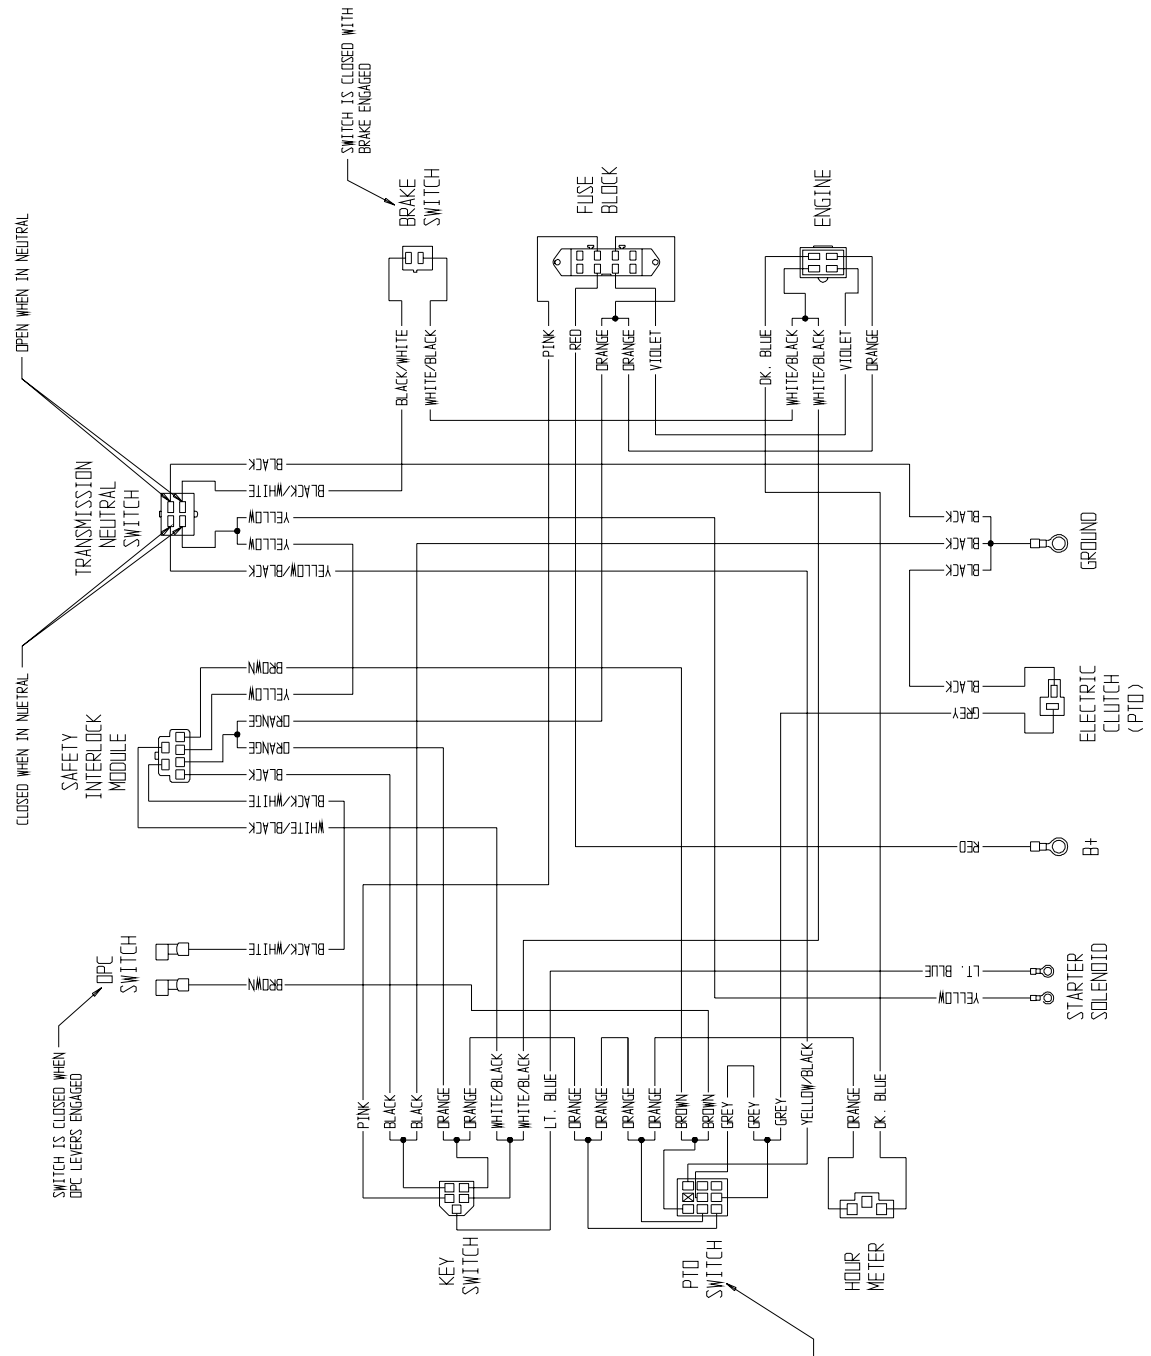 SWITCH IS CLOSED WITH
BRAKE ENGAGED
BRAKE
SWITCH
FUSE
BLOCK
ENGINE
OPEN WHEN IN NEUTRAL
TRANSMISSION
NEUTRAL
SWITCH
CLOSED WHEN IN NUETRAL
BLACK/WHITE
WHITE/BLACK
PINK
RED
ORANGE
ORANGE
VIOLET
DK. BLUE
WHITE/BLACK
WHITE/BLACK
VIOLET
ORANGE
BLACK
BLACK/WHITE
YELLOW
YELLOW
YELLOW/BLACK
BLACK
BLACK
BLACK
GROUND
SAFETY
INTERLOCK
MODULE
BROWN
YELLOW
ORANGE
ORANGE
BLACK
BLACK/WHITE
WHITE/BLACK
BLACK
GREY
ELECTRIC
CLUTCH
(PTO)
RED
B+
OPC
SWITCH
BLACK/WHITE
BROWN
LT. BLUE
YELLOW
STARTER
SOLENOID
SWITCH IS CLOSED WHEN
OPC LEVERS ENGAGED
PINK
BLACK
BLACK
ORANGE
ORANGE
WHITE/BLACK
WHITE/BLACK
LT. BLUE
ORANGE
ORANGE
ORANGE
ORANGE
BROWN
BROWN
GREY
GREY
GREY
YELLOW/BLACK
ORANGE
DK. BLUE
KEY
SWITCH
PTO
SWITCH
HOUR
METER